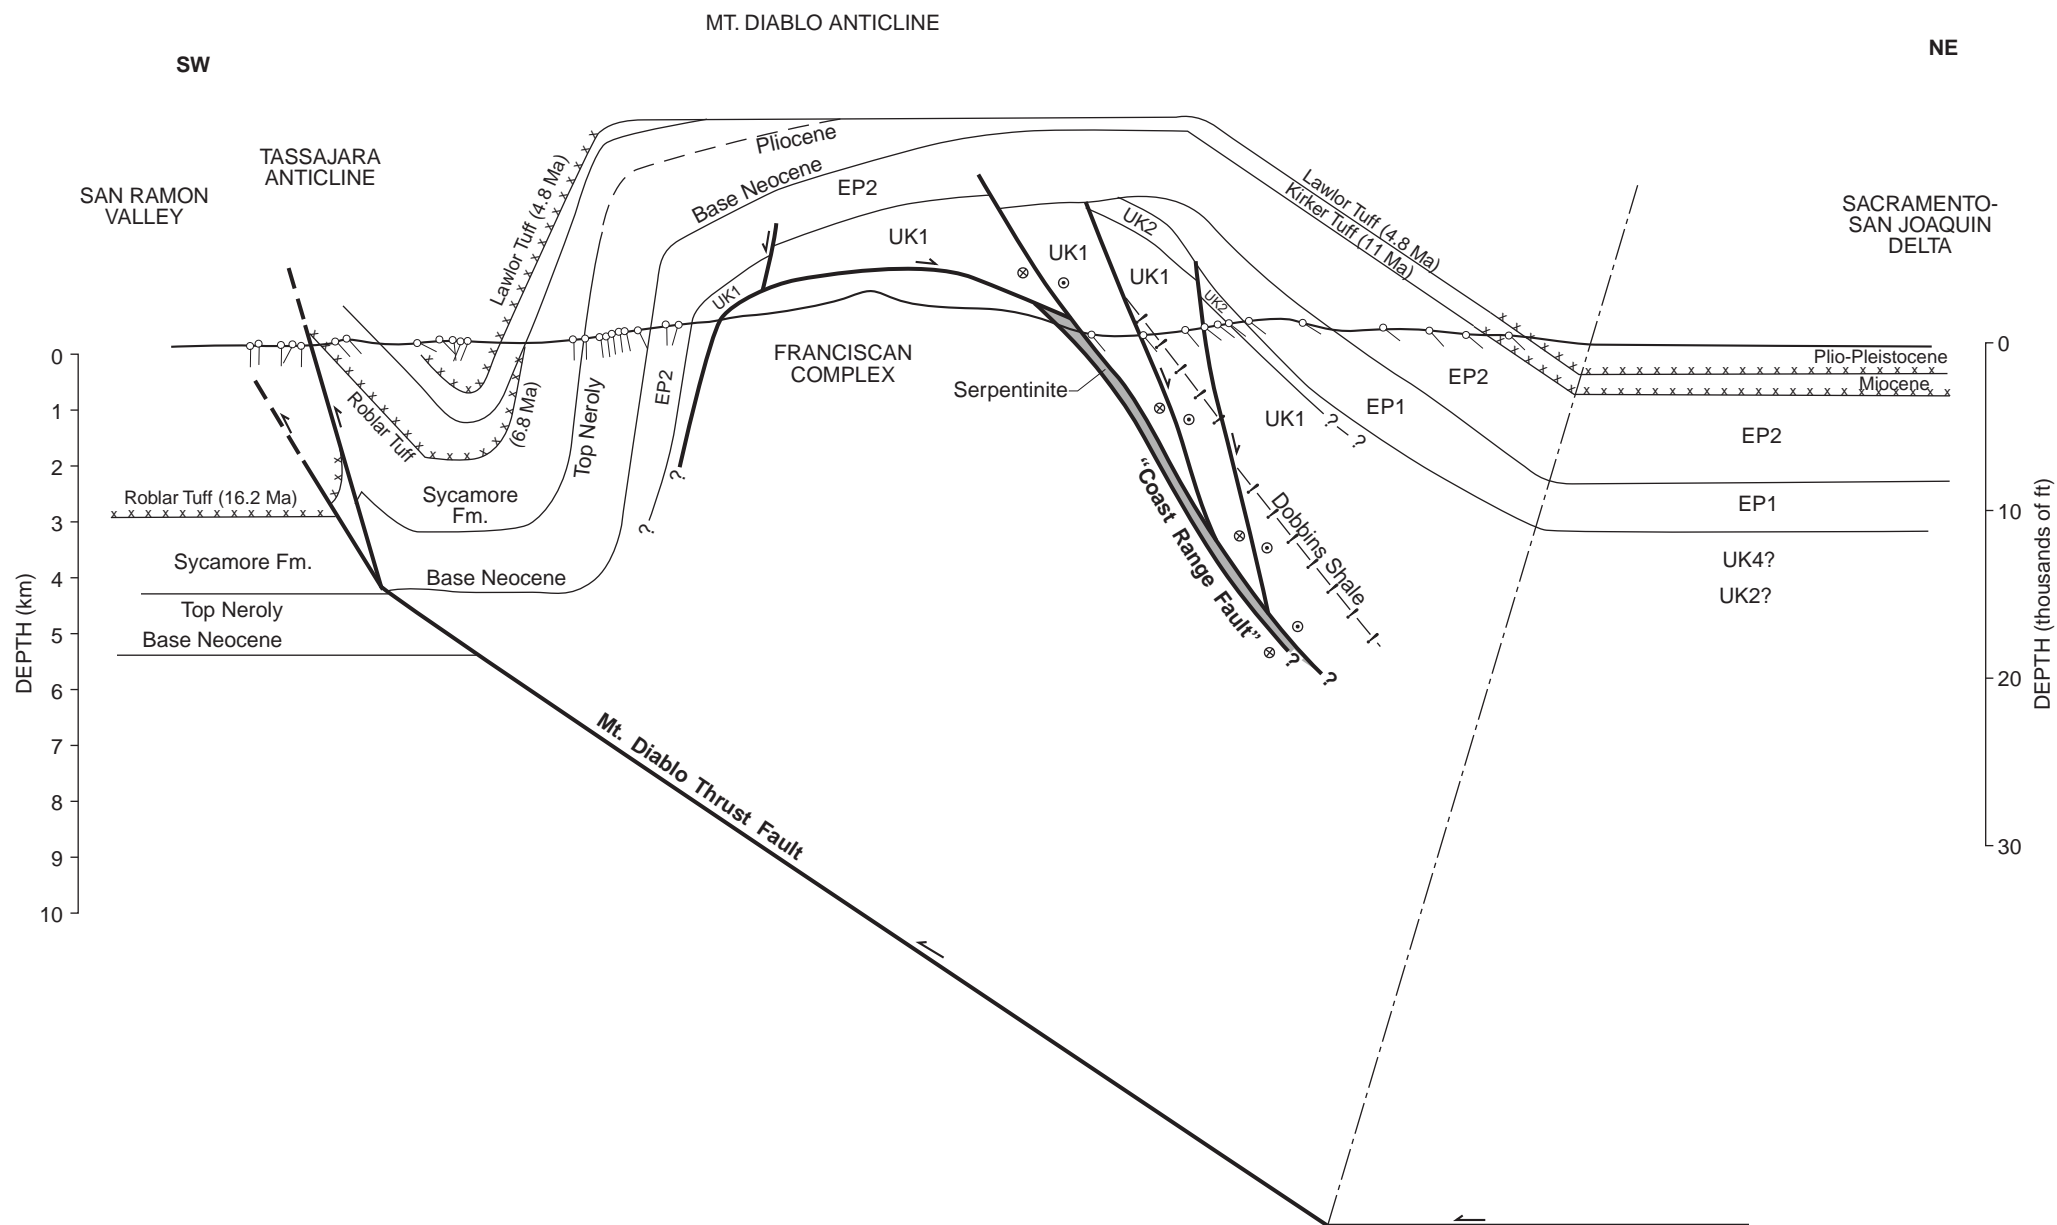 MT. DIABLO ANTICLINE
SW
NE
TASSAJARA
ANTICLINE
SAN RAMON
VALLEY
SACRAMENTO-
SAN JOAQUIN
DELTA
Lawlor Tuff (4.8 Ma)
Pliocene
Base Neocene
EP2
UK1
UK1
UK2
UK1
UK1
UK2
Lawlor Tuff (4.8 Ma)
Kirker Tuff (11 Ma)
Plio-Pleistocene
Miocene
FRANCISCAN
COMPLEX
Serpentinite
EP2
EP1
UK1
? – ?
EP2
EP1
UK4?
UK2?
Roblar Tuff
(6.8 Ma)
Top Neroly
EP2
?
?
Sycamore
Fm.
Roblar Tuff (16.2 Ma)
Sycamore Fm.
Base Neocene
Top Neroly
Base Neocene
“Coast Range Fault”
Dobbins Shale
?
?
Mt. Diablo Thrust Fault
DEPTH (km)
0
1
2
3
4
5
6
7
8
9
10
DEPTH (thousands of ft)
0
10
20
30